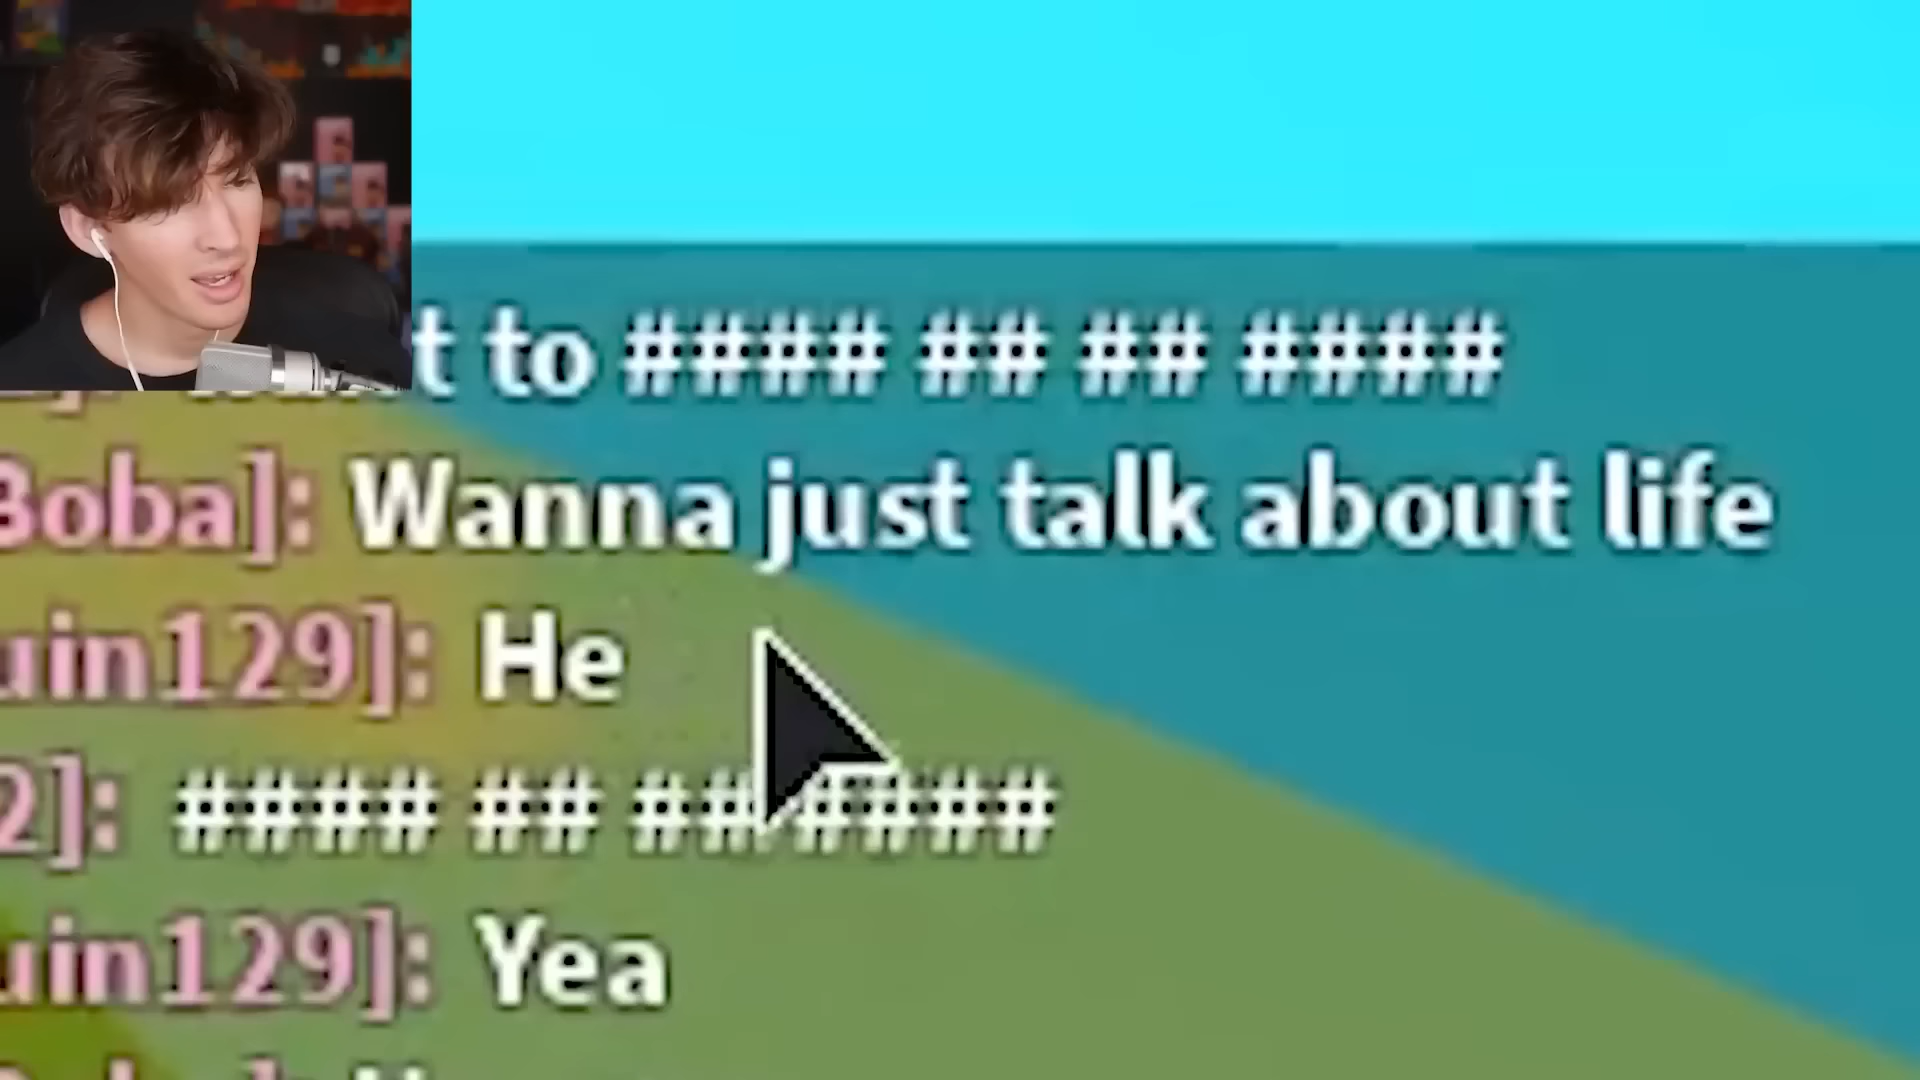 t to #### ## ## ####
Boba]: Wanna just talk about life
uin129]: He
2]: #### ## ## ####
uin129]: Yea